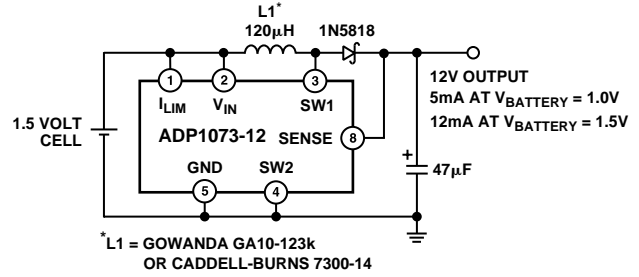 L1*
120μH
1N5818
1
2
3
I_LIM
V_IN
SW1
12V OUTPUT
5mA AT V_BATTERY = 1.0V
12mA AT V_BATTERY = 1.5V
1.5 VOLT
CELL
ADP1073-12
SENSE
8
GND
SW2
5
4
+
47μF
*L1 = GOWANDA GA10-123k
OR CADDELL-BURNS 7300-14